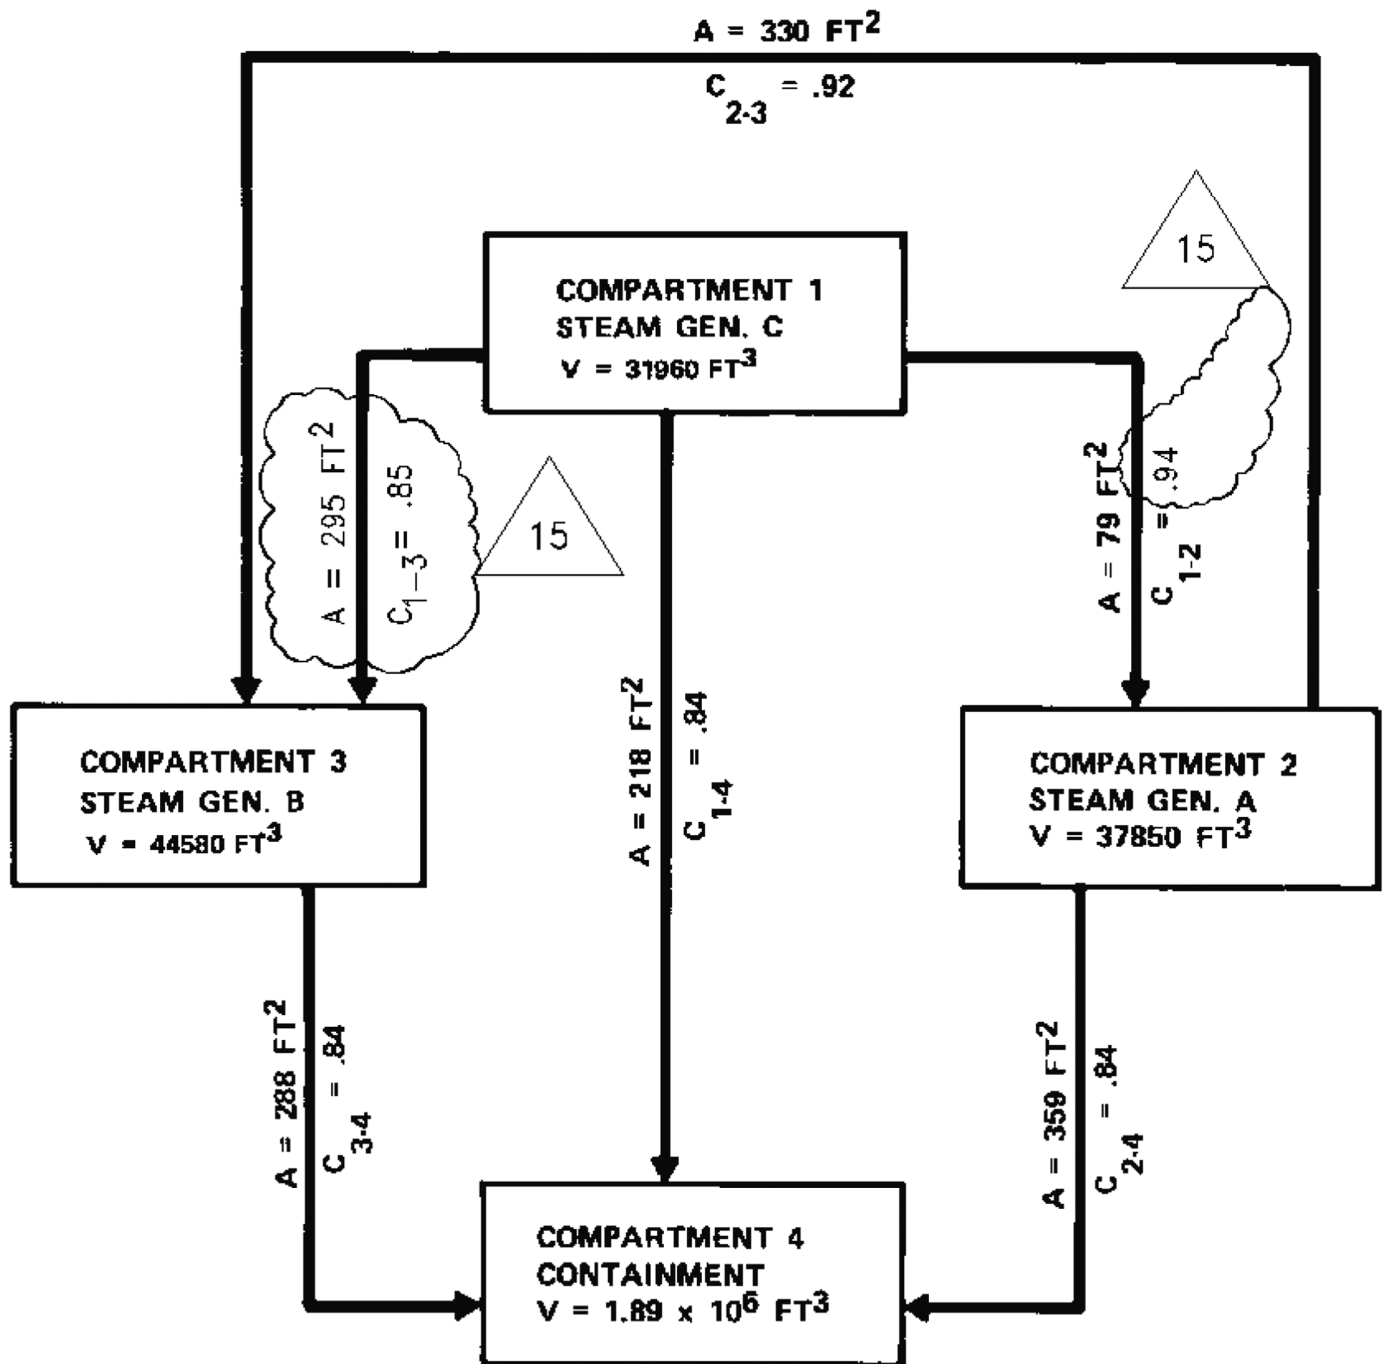 A = 330 FT²
C₂₋₃ = .92
15
COMPARTMENT 1
STEAM GEN. C
V = 31960 FT³
A = 295 FT²
C₁₋₃ = .85
15
A = 79 FT²
C₁₋₂ = .94
A = 218 FT²
C₁₋₄ = .84
COMPARTMENT 3
STEAM GEN. B
V = 44580 FT³
COMPARTMENT 2
STEAM GEN. A
V = 37850 FT³
A = 288 FT²
C₃₋₄ = .84
A = 359 FT²
C₂₋₄ = .84
COMPARTMENT 4
CONTAINMENT
V = 1.89 x 10⁶ FT³